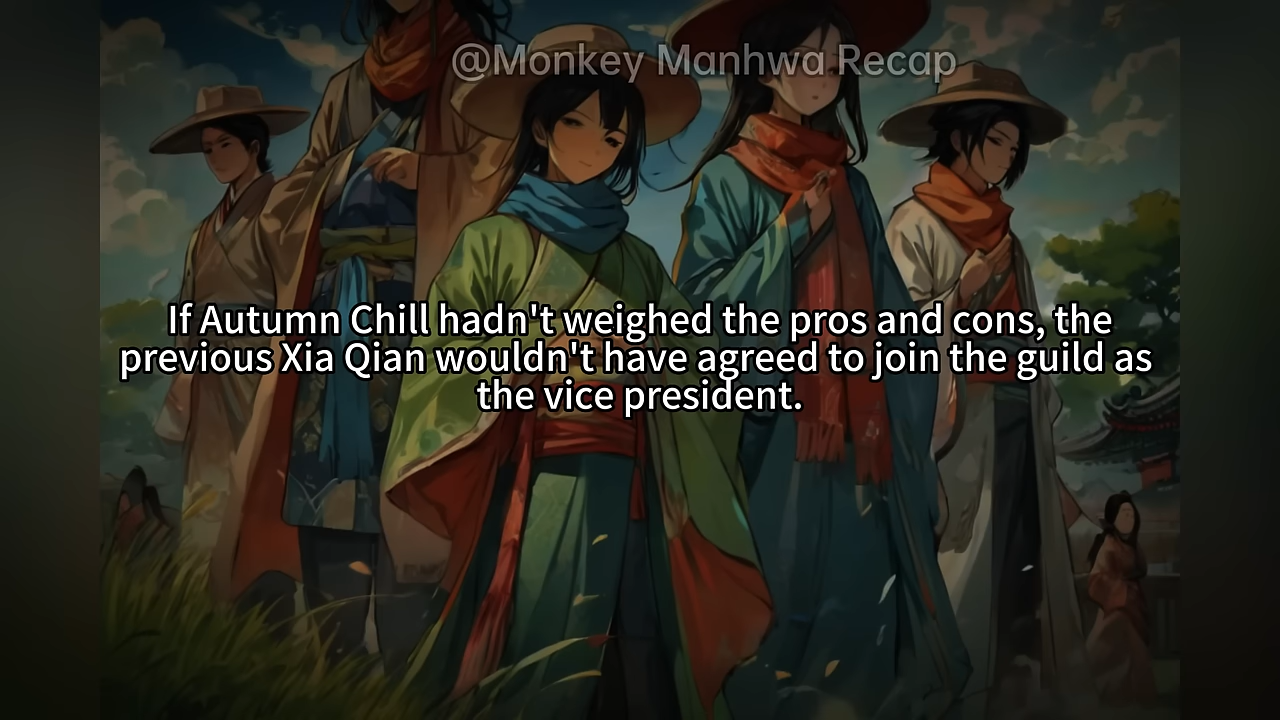 @Monkey Manhwa Recap
If Autumn Chill hadn't weighed the pros and cons, the
previous Xia Qian wouldn't have agreed to join the guild as
the vice president.